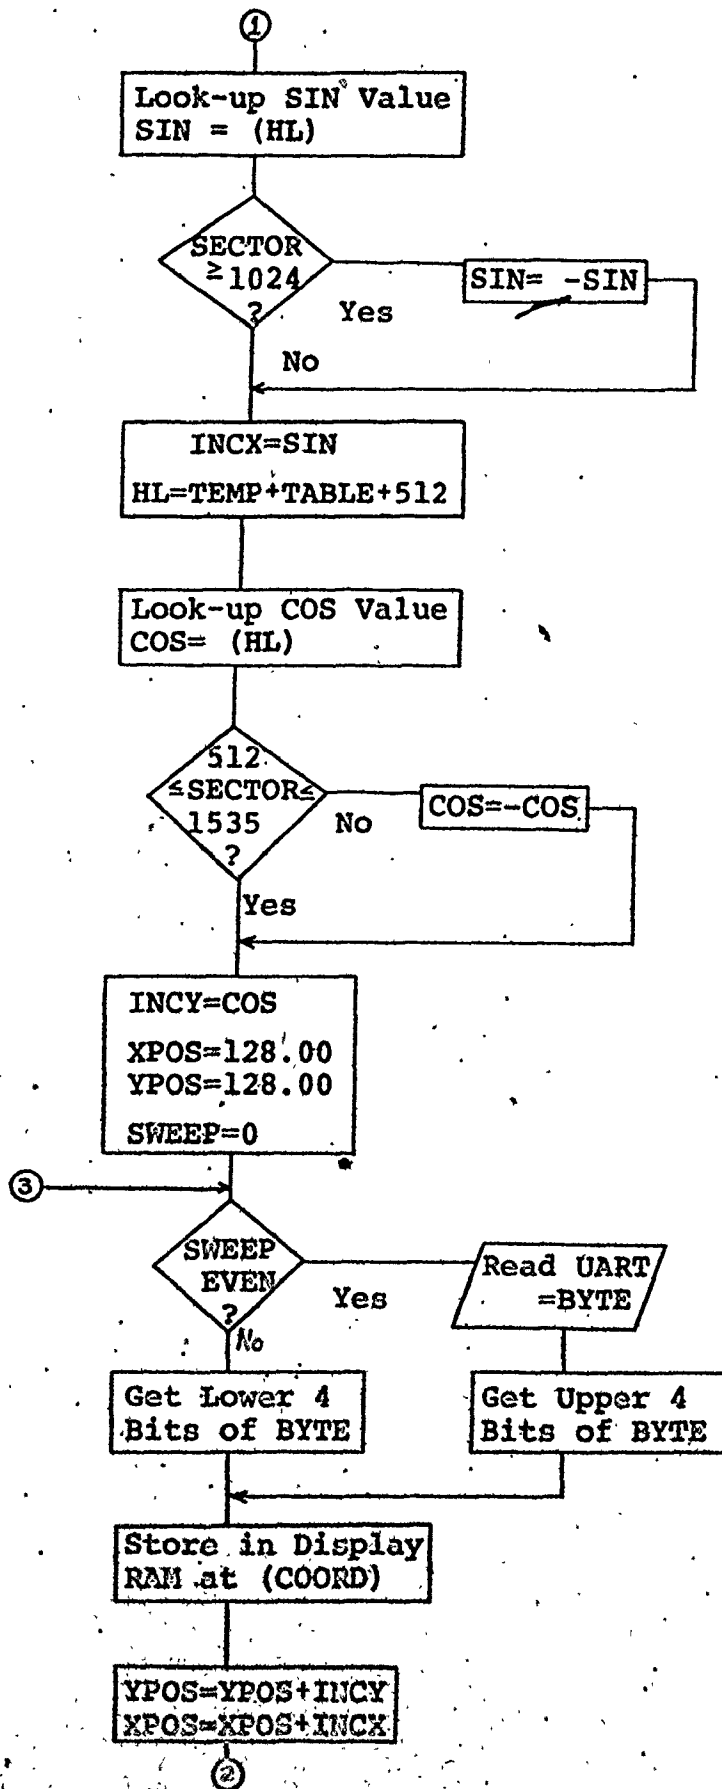 1
Look-up SIN Value
SIN = (HL)
SECTOR
≥1024
?
Yes
SIN= -SIN
No
INCX=SIN
HL=TEMP+TABLE+512
Look-up COS Value
COS= (HL)
512
≤SECTOR≤
1535
?
No
COS=-COS
Yes
INCY=COS
XPOS=128.00
YPOS=128.00
SWEEP=0
3
SWEEP
EVEN
?
Yes
No
Read UART
=BYTE
Get Lower 4
Bits of BYTE
Get Upper 4
Bits of BYTE
Store in Display
RAM at (COORD)
YPOS=YPOS+INCY
XPOS=XPOS+INCX
2